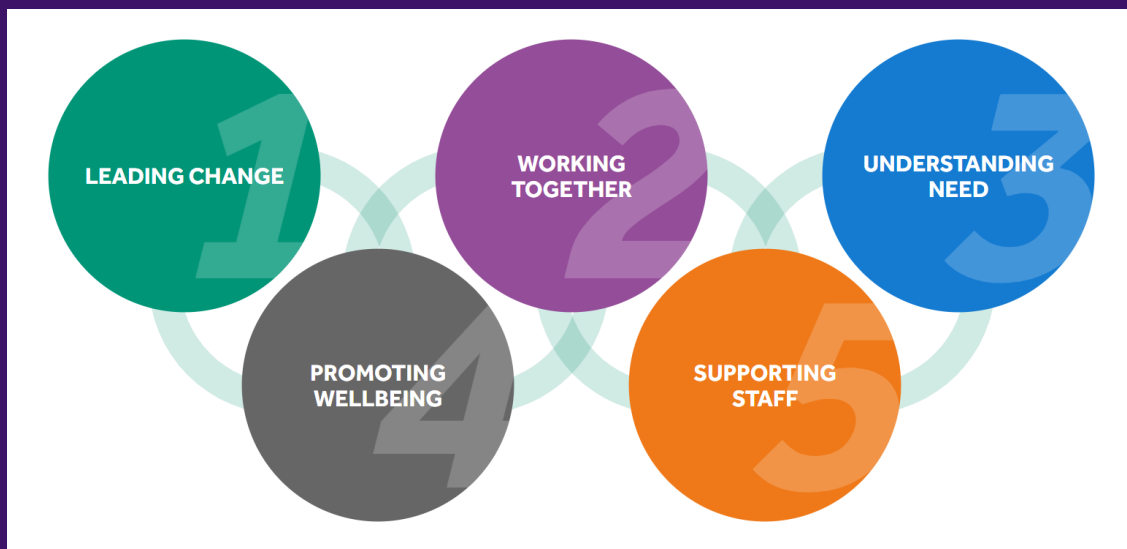 1
LEADING CHANGE
2
WORKING
TOGETHER
3
UNDERSTANDING
NEED
4
PROMOTING
WELLBEING
5
SUPPORTING
STAFF